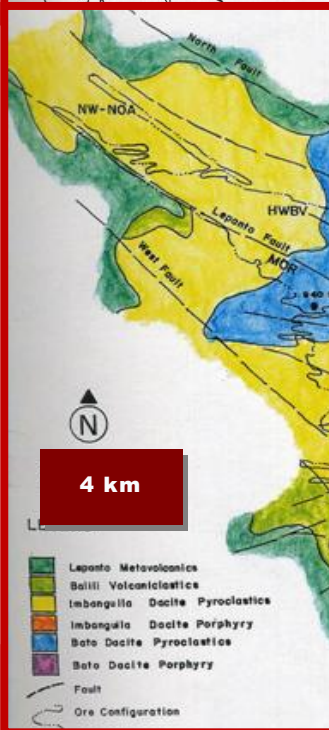 North Fault
NW-NOA
HWBV
Lepanto Fault
MOR
West Fault
940
N
4 km
Lepanto Metavolcanics
Balili Volcaniclastics
Imbanguila Dacite Pyroclastics
Imbanguila Dacite Porphyry
Bato Dacite Pyroclastics
Bato Dacite Porphyry
Fault
Ore Configuration